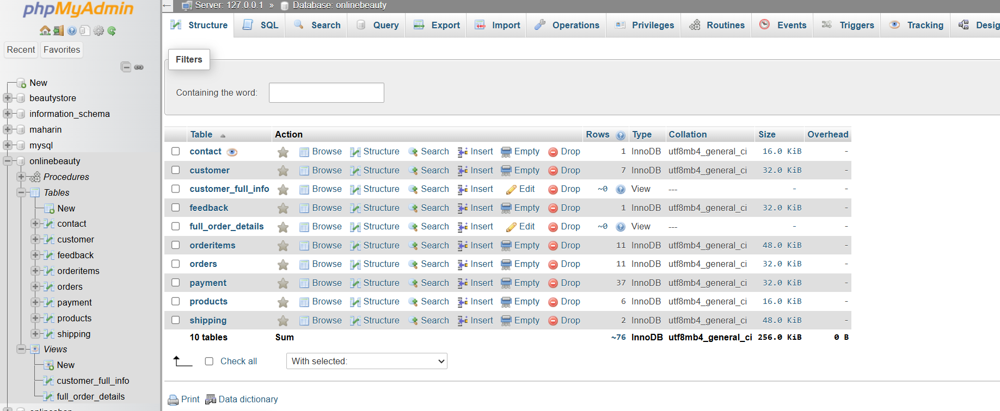 phpMyAdmin
Recent Favorites
New
beautystore
information_schema
maharin
mysql
onlinebeauty
Procedures
Tables
New
contact
customer
feedback
orderitems
orders
payment
products
shipping
Views
New
customer_full_info
full_order_details
Server: 127.0.0.1 » Database: onlinebeauty
Structure SQL Search Query Export Import Operations Privileges Routines Events Triggers Tracking Desig
Filters
Containing the word:
Table Action Rows Type Collation Size Overhead
contact Browse Structure Search Insert Empty Drop 1 InnoDB utf8mb4_general_ci 16.0 KiB -
customer Browse Structure Search Insert Empty Drop 7 InnoDB utf8mb4_general_ci 32.0 KiB -
customer_full_info Browse Structure Search Insert Edit Drop ~0 View --- - -
feedback Browse Structure Search Insert Empty Drop 1 InnoDB utf8mb4_general_ci 32.0 KiB -
full_order_details Browse Structure Search Insert Edit Drop ~0 View --- - -
orderitems Browse Structure Search Insert Empty Drop 11 InnoDB utf8mb4_general_ci 48.0 KiB -
orders Browse Structure Search Insert Empty Drop 11 InnoDB utf8mb4_general_ci 32.0 KiB -
payment Browse Structure Search Insert Empty Drop 37 InnoDB utf8mb4_general_ci 32.0 KiB -
products Browse Structure Search Insert Empty Drop 6 InnoDB utf8mb4_general_ci 16.0 KiB -
shipping Browse Structure Search Insert Empty Drop 2 InnoDB utf8mb4_general_ci 48.0 KiB -
10 tables Sum ~76 InnoDB utf8mb4_general_ci 256.0 KiB 0 B
Check all With selected:
Print Data dictionary